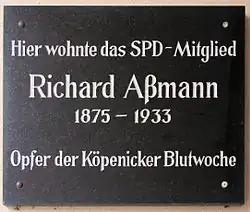 Hier wohnte das SPD-Mitglied
Richard Aßmann
1875 – 1933
Opfer der Köpenicker Blutwoche